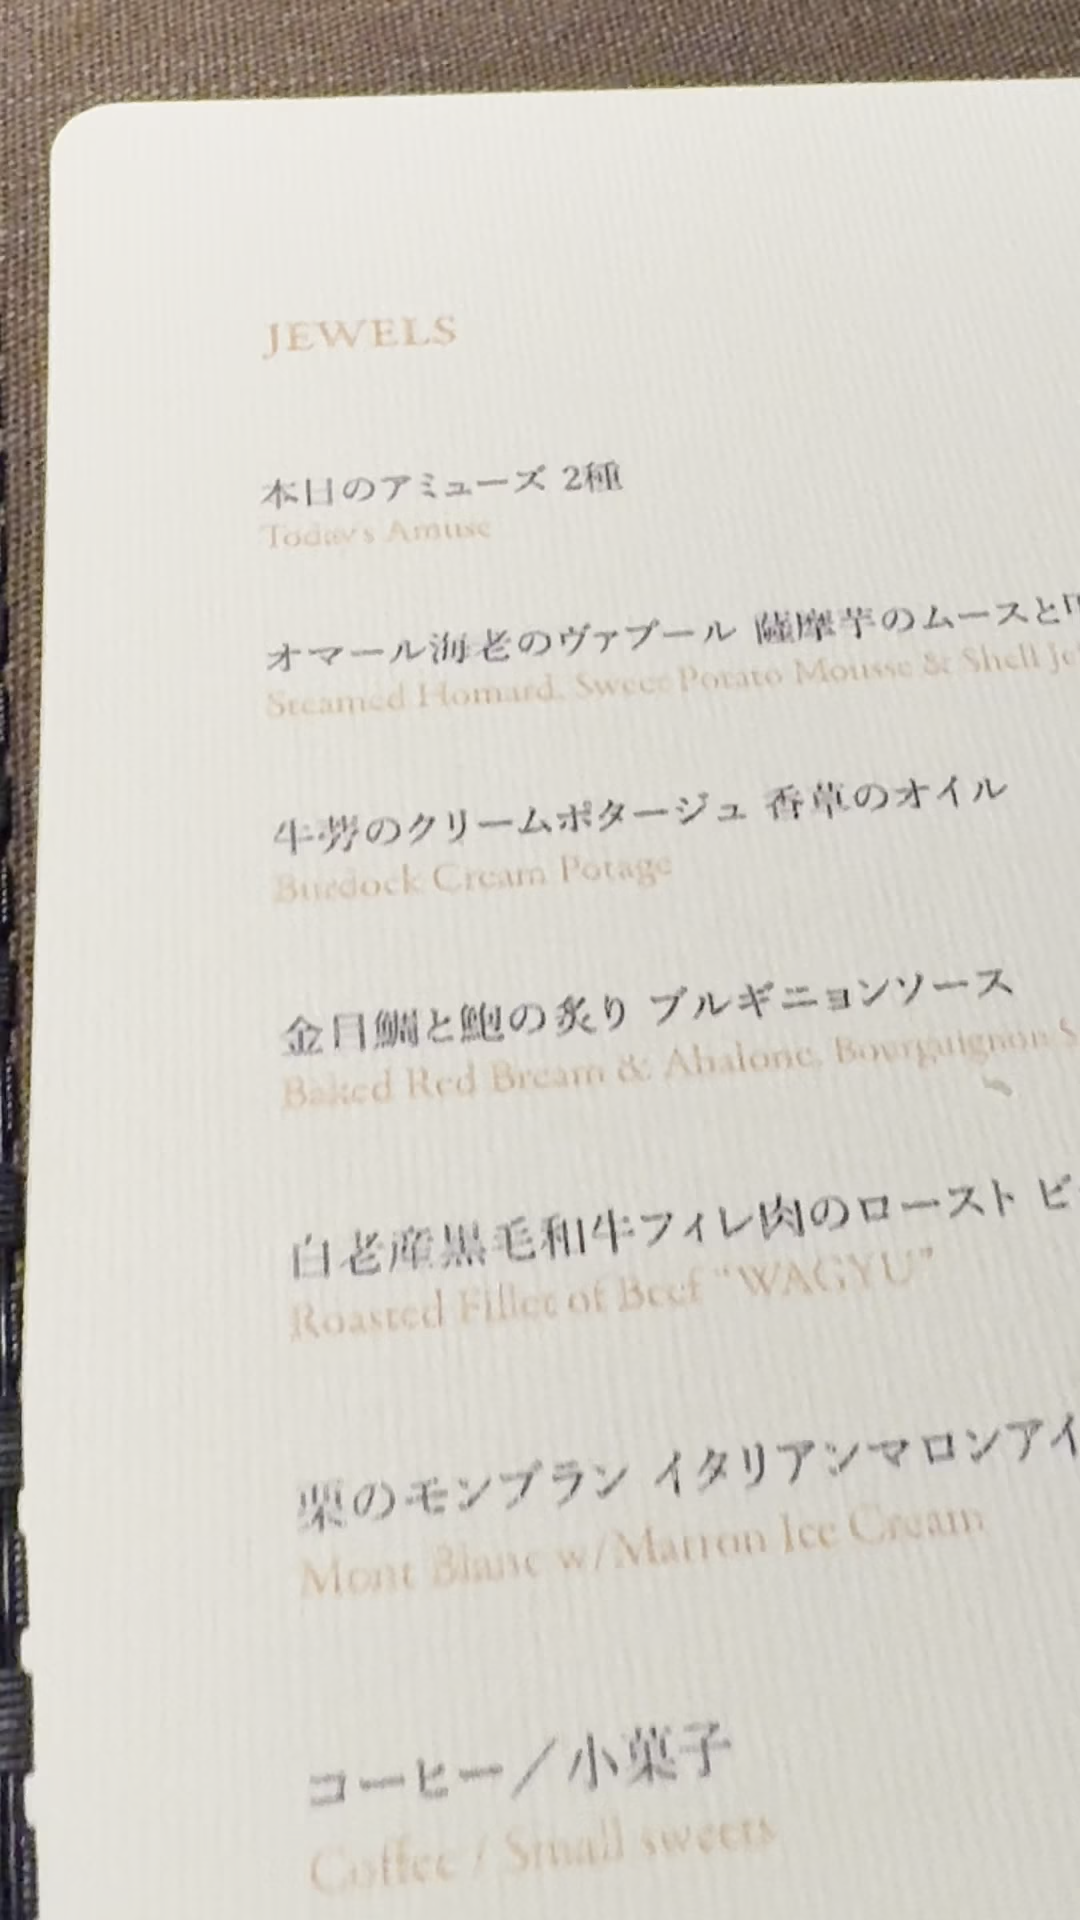 JEWELS
本日のアミューズ 2種
Today's Amuse
オマール海老のヴァプール 薩摩芋のムースと
Steamed Homard, Sweet Potato Mousse & Shell Je
牛蒡のクリームポタージュ 香草のオイル
Burdock Cream Potage
金目鯛と鮑の炙り ブルギニョンソース
Baked Red Bream & Abalone, Bourguignon S
白老産黒毛和牛フィレ肉のロースト ビ
Roasted Fillet of Beef “WAGYU”
栗のモンブラン イタリアンマロンアイ
Mont Blanc w/Marron Ice Cream
コーヒー／小菓子
Coffee / Small sweets